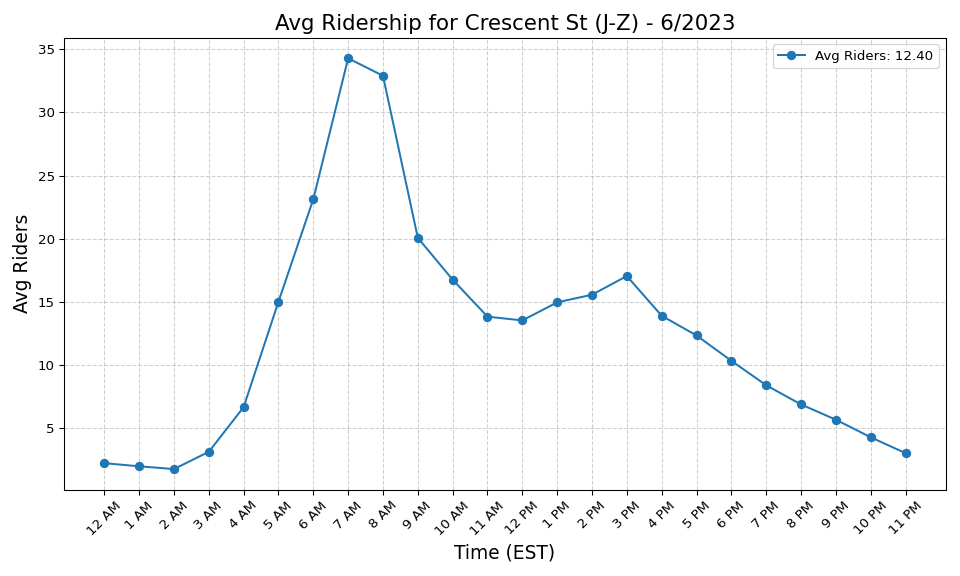 Avg Ridership for Crescent St (J-Z) - 6/2023
Avg Riders: 12.40
Avg Riders
35
30
25
20
15
10
5
12 AM
1 AM
2 AM
3 AM
4 AM
5 AM
6 AM
7 AM
8 AM
9 AM
10 AM
11 AM
12 PM
1 PM
2 PM
3 PM
4 PM
5 PM
6 PM
7 PM
8 PM
9 PM
10 PM
11 PM
Time (EST)